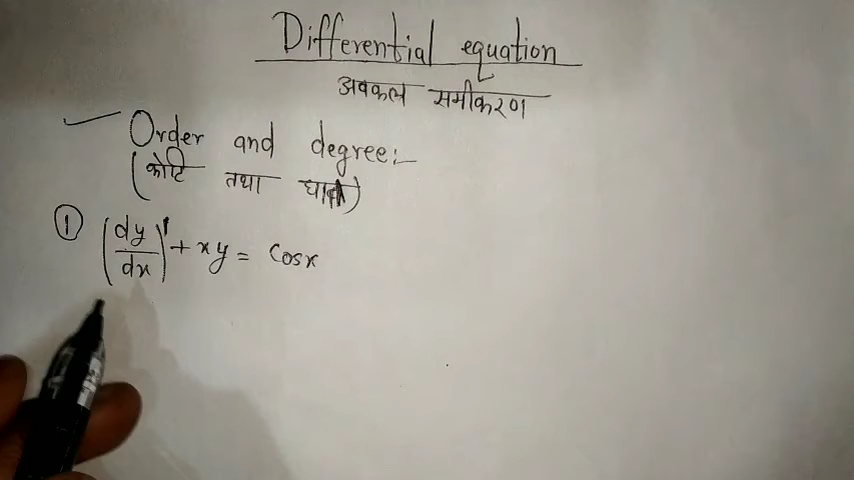 Differential equation
अवकल समीकरण
Order and degree:-
(कोटि तथा घात)
① (dy/dx)¹ + xy = cosx